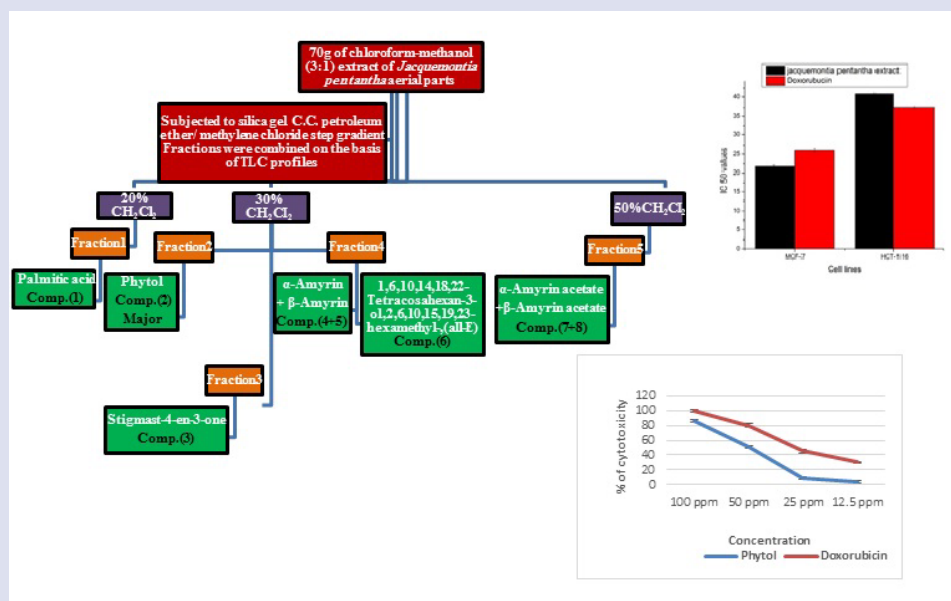 70g of chloroform-methanol
(3:1) extract of Jacquemontia
pentantha aerial parts
Subjected to silica gel C.C. petroleum
ether/ methylene chloride step gradient
Fractions were combined on the basis
of TLC profiles
20%
CH2Cl2
30%
CH2Cl2
50%CH2Cl2
Fraction1
Fraction2
Fraction4
Fraction5
Palmitic acid
Comp.(1)
Phytol
Comp.(2)
Major
α-Amyrin
+ β-Amyrin
Comp.(4+5)
1,6,10,14,18,22-
Tetracosahexan-3-
ol,2,6,10,15,19,23-
hexamethyl-,(all-E)
Comp.(6)
α-Amyrin acetate
+β-Amyrin acetate
Comp.(7+8)
Fraction3
Stigmast-4-en-3-one
Comp.(3)
jacquemontia pentantha extract.
Doxorubucin
IC 50 values
40
35
30
25
20
15
10
5
0
MCF-7
HCT-1116
Cell lines
% of cytotoxicity
120
100
80
60
40
20
0
100 ppm
50 ppm
25 ppm
12.5 ppm
Concentration
Phytol
Doxorubicin